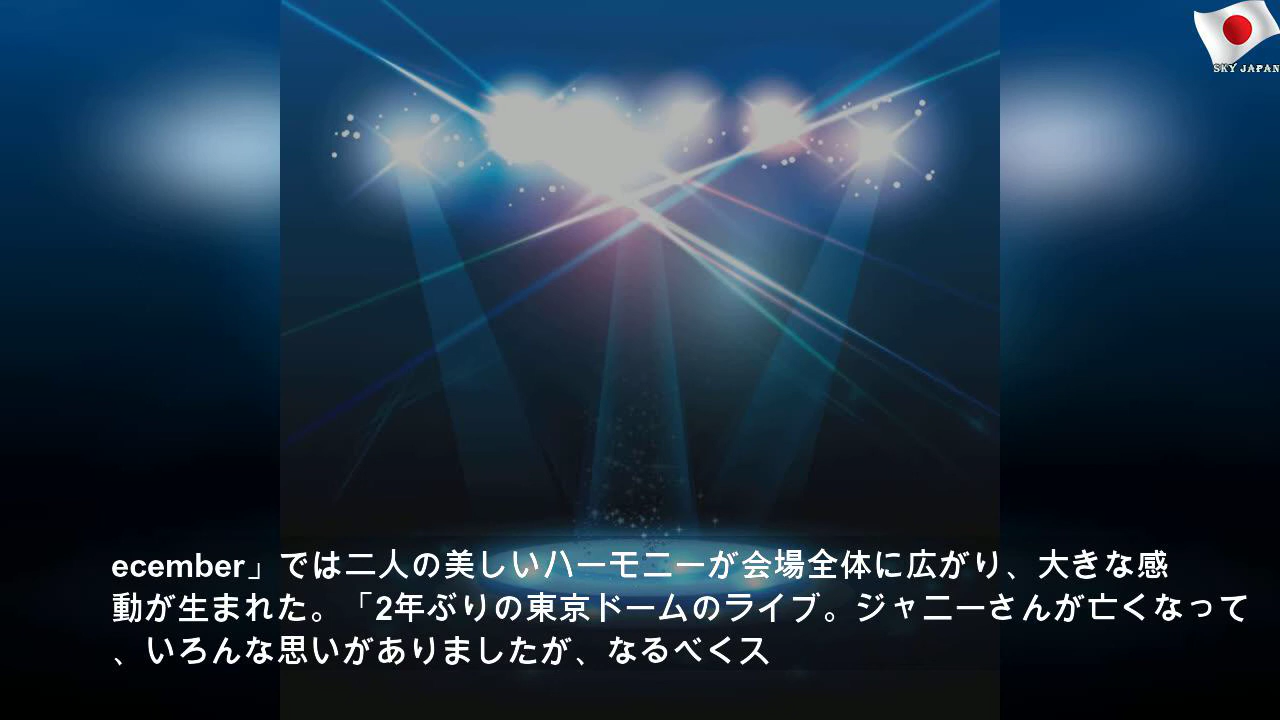 SKY JAPAN
ecember」では二人の美しいハーモニーが会場全体に広がり、大きな感
動が生まれた。「2年ぶりの東京ドームのライブ。ジャニーさんが亡くなって
、いろんな思いがありましたが、なるべくス